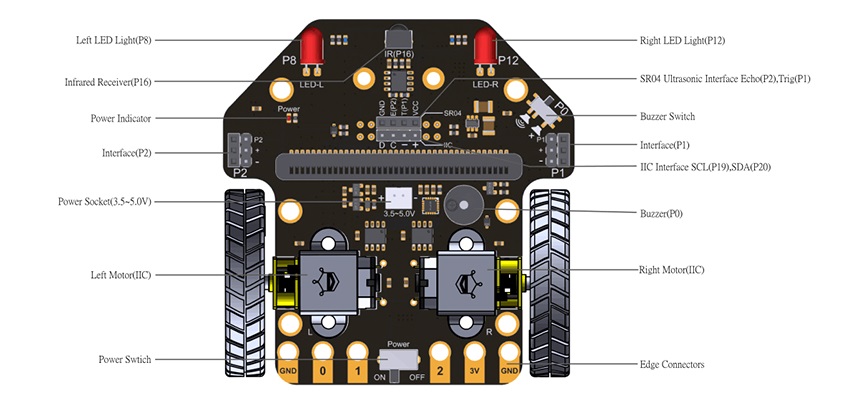 Left LED Light(P8)
Right LED Light(P12)
P8
IR(P16)
P12
LED-L
LED-R
Infrared Receiver(P16)
SR04 Ultrasonic Interface Echo(P2),Trig(P1)
Power Indicator
Power
GND
E(P2)
T(P1)
VCC
SR04
P0
Buzzer Switch
Interface(P2)
P2
+
-
P2
D C - +
IIC
+
P1
+
-
P1
Interface(P1)
IIC Interface SCL(P19),SDA(P20)
Power Socket(3.5~5.0V)
+
-
3.5~5.0V
Buzzer(P0)
Left Motor(IIC)
Right Motor(IIC)
L
R
Power Swtich
Power
ON OFF
GND 0 1 2 3V GND
Edge Connectors